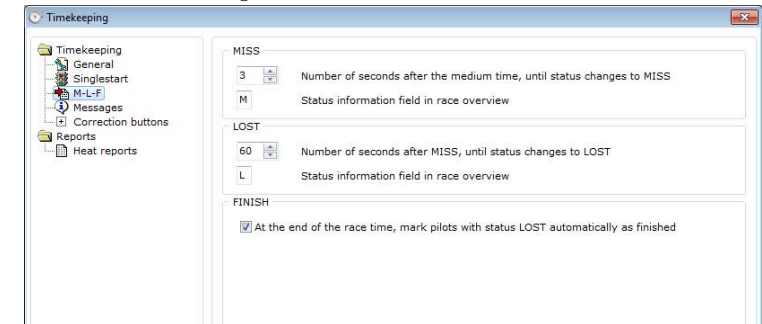 Timekeeping
Timekeeping
General
Singlestart
M-L-F
Messages
Correction buttons
Reports
Heat reports
MISS
3 Number of seconds after the medium time, until status changes to MISS
M Status information field in race overview
LOST
60 Number of seconds after MISS, until status changes to LOST
L Status information field in race overview
FINISH
At the end of the race time, mark pilots with status LOST automatically as finished